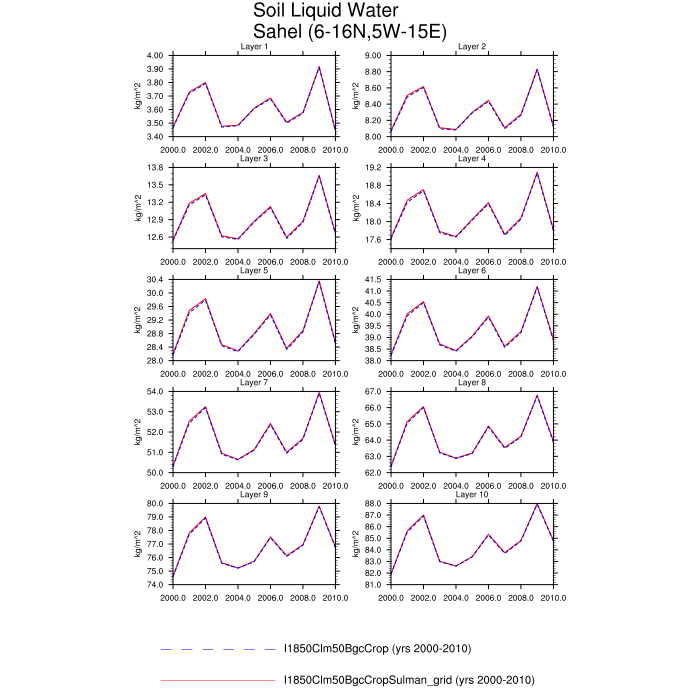 Soil Liquid Water
Sahel (6-16N,5W-15E)
Layer 1
kg/m^2
4.00
3.90
3.80
3.70
3.60
3.50
3.40
2000.0 2002.0 2004.0 2006.0 2008.0 2010.0
Layer 2
kg/m^2
9.00
8.80
8.60
8.40
8.20
8.00
2000.0 2002.0 2004.0 2006.0 2008.0 2010.0
Layer 3
kg/m^2
13.8
13.5
13.2
12.9
12.6
2000.0 2002.0 2004.0 2006.0 2008.0 2010.0
Layer 4
kg/m^2
19.2
18.8
18.4
18.0
17.6
2000.0 2002.0 2004.0 2006.0 2008.0 2010.0
Layer 5
kg/m^2
30.4
30.0
29.6
29.2
28.8
28.4
28.0
2000.0 2002.0 2004.0 2006.0 2008.0 2010.0
Layer 6
kg/m^2
41.5
41.0
40.5
40.0
39.5
39.0
38.5
38.0
2000.0 2002.0 2004.0 2006.0 2008.0 2010.0
Layer 7
kg/m^2
54.0
53.0
52.0
51.0
50.0
2000.0 2002.0 2004.0 2006.0 2008.0 2010.0
Layer 8
kg/m^2
67.0
66.0
65.0
64.0
63.0
62.0
2000.0 2002.0 2004.0 2006.0 2008.0 2010.0
Layer 9
kg/m^2
80.0
79.0
78.0
77.0
76.0
75.0
74.0
2000.0 2002.0 2004.0 2006.0 2008.0 2010.0
Layer 10
kg/m^2
88.0
87.0
86.0
85.0
84.0
83.0
82.0
81.0
2000.0 2002.0 2004.0 2006.0 2008.0 2010.0
I1850Clm50BgcCrop (yrs 2000-2010)
I1850Clm50BgcCropSulman_grid (yrs 2000-2010)